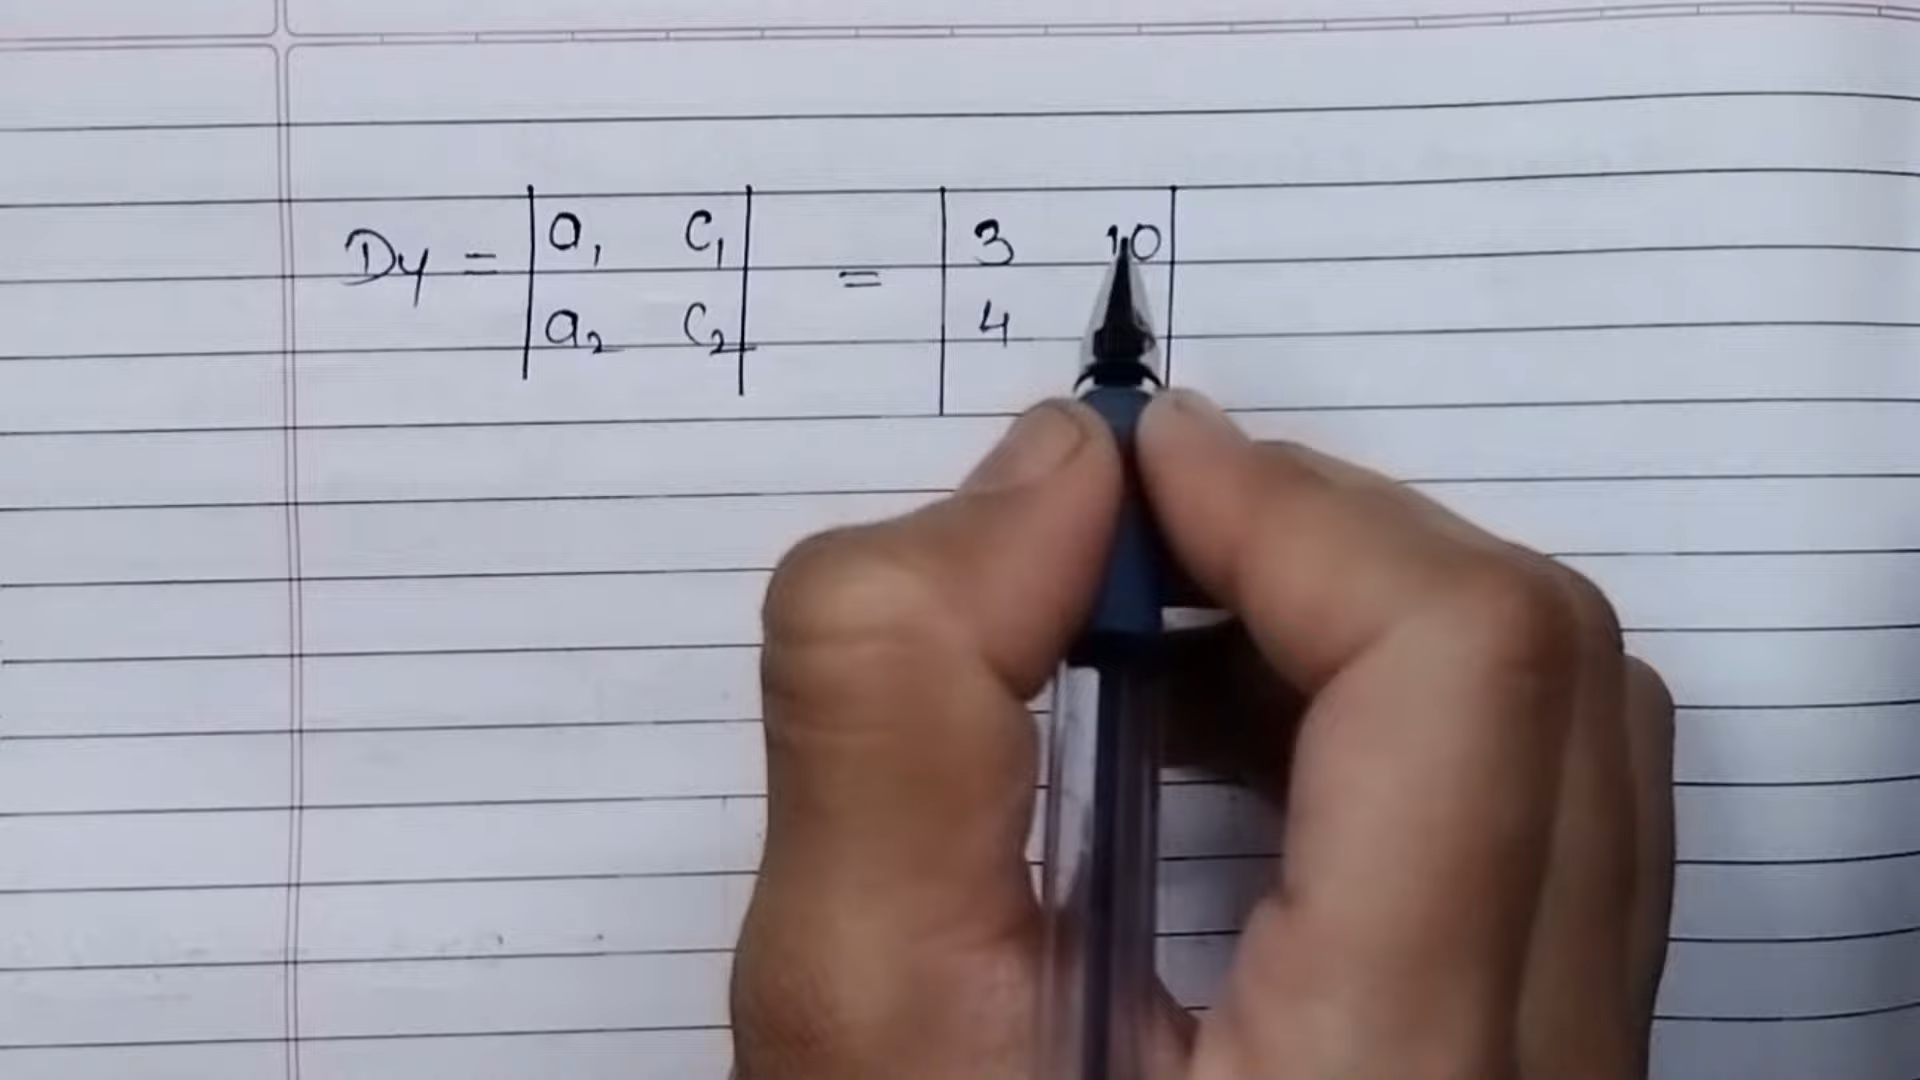 Dy = | a₁ c₁ | = | 3 10 |
| a₂ c₂ | | 4